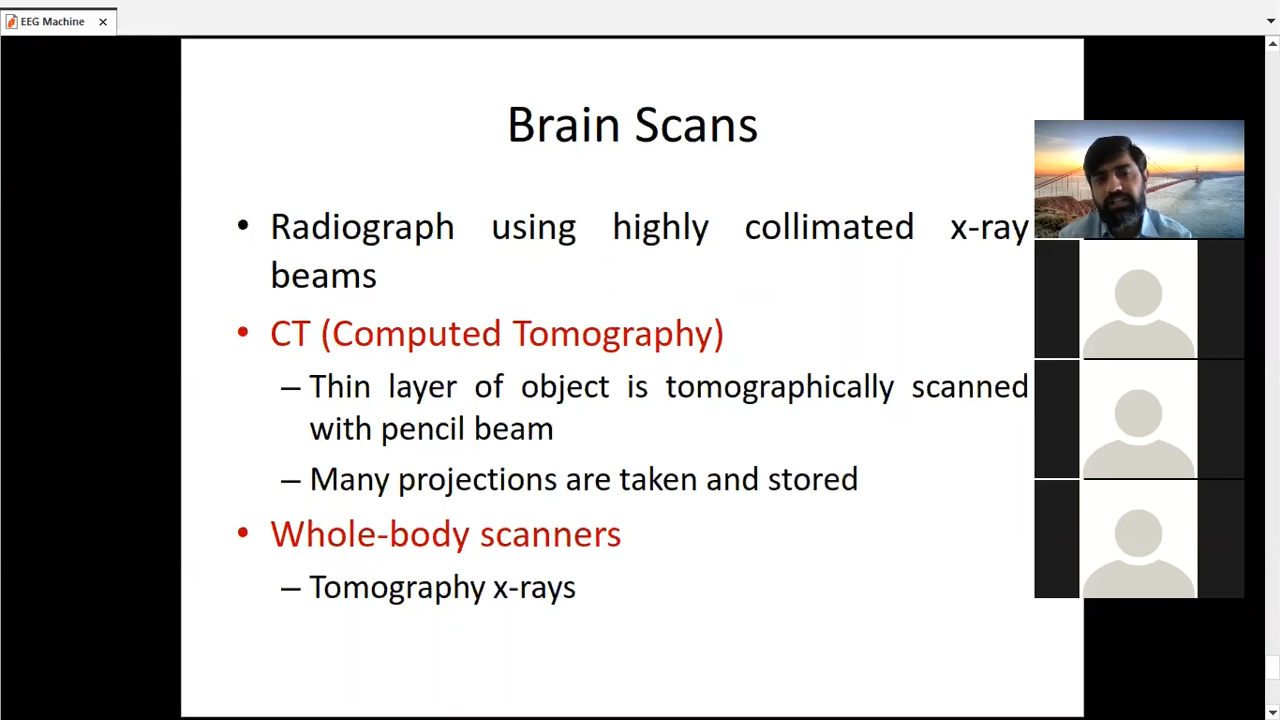 EEG Machine
Brain Scans
• Radiograph using highly collimated x-ray
beams
• CT (Computed Tomography)
– Thin layer of object is tomographically scanned
with pencil beam
– Many projections are taken and stored
• Whole-body scanners
– Tomography x-rays